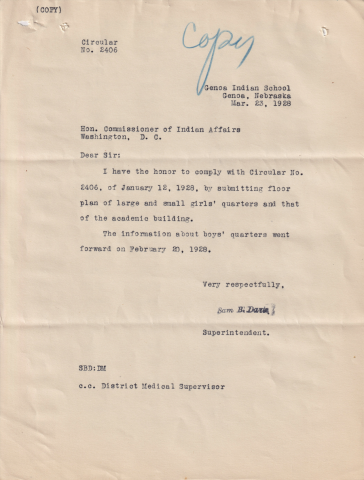 (COPY)
Circular
No. 2406
Copy
Genoa Indian School
Genoa, Nebraska
Mar. 23, 1928
Hon. Commissioner of Indian Affairs
Washington, D. C.
Dear Sir:
I have the honor to comply with Circular No.
2406, of January 12, 1928, by submitting floor
plan of large and small girls' quarters and that
of the academic building.
The information about boys' quarters went
forward on February 20, 1928.
Very respectfully,
Sam B. Davis
Superintendent.
SBD:DM
c.c. District Medical Supervisor